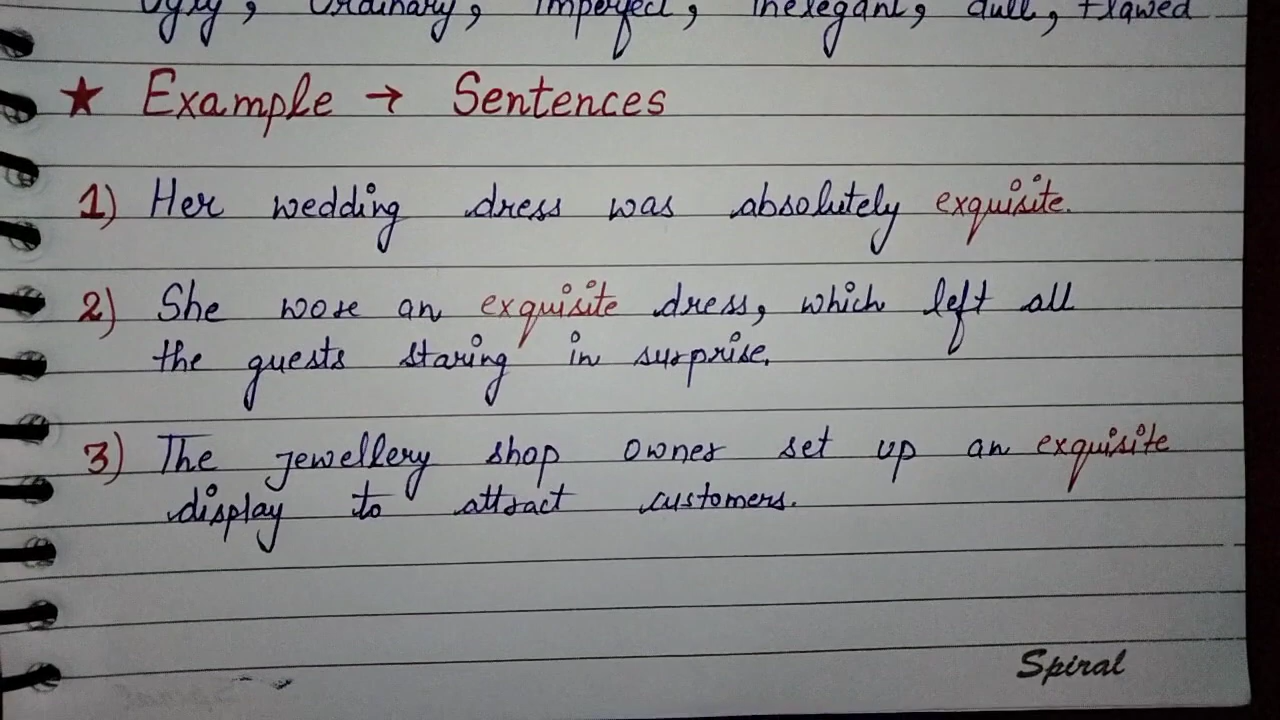 Ugly, Ordinary, Imperfect, Inelegant, dull, flawed
★ Example → Sentences
1) Her wedding dress was absolutely exquisite.
2) She wore an exquisite dress, which left all
the guests staring in surprise.
3) The jewellery shop owner set up an exquisite
display to attract customers.
Spiral